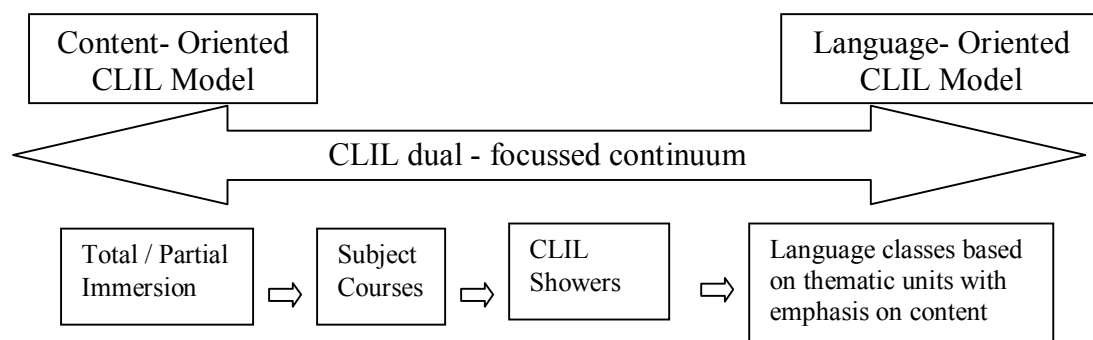 Content- Oriented
CLIL Model
Language- Oriented
CLIL Model
CLIL dual - focussed continuum
Total / Partial
Immersion
Subject
Courses
CLIL
Showers
Language classes based
on thematic units with
emphasis on content